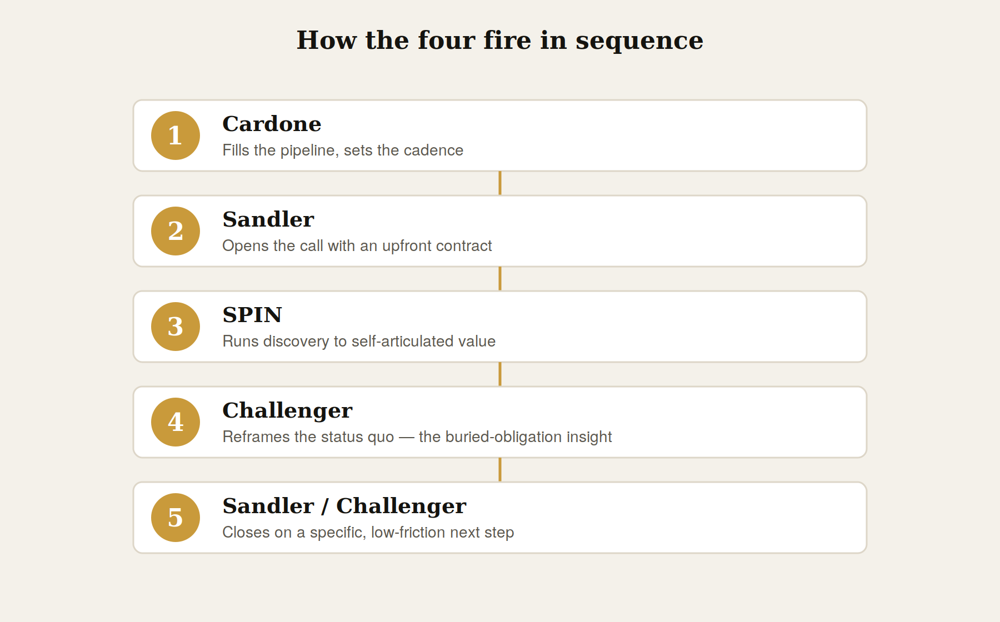 How the four fire in sequence
1
Cardone
Fills the pipeline, sets the cadence
2
Sandler
Opens the call with an upfront contract
3
SPIN
Runs discovery to self-articulated value
4
Challenger
Reframes the status quo — the buried-obligation insight
5
Sandler / Challenger
Closes on a specific, low-friction next step